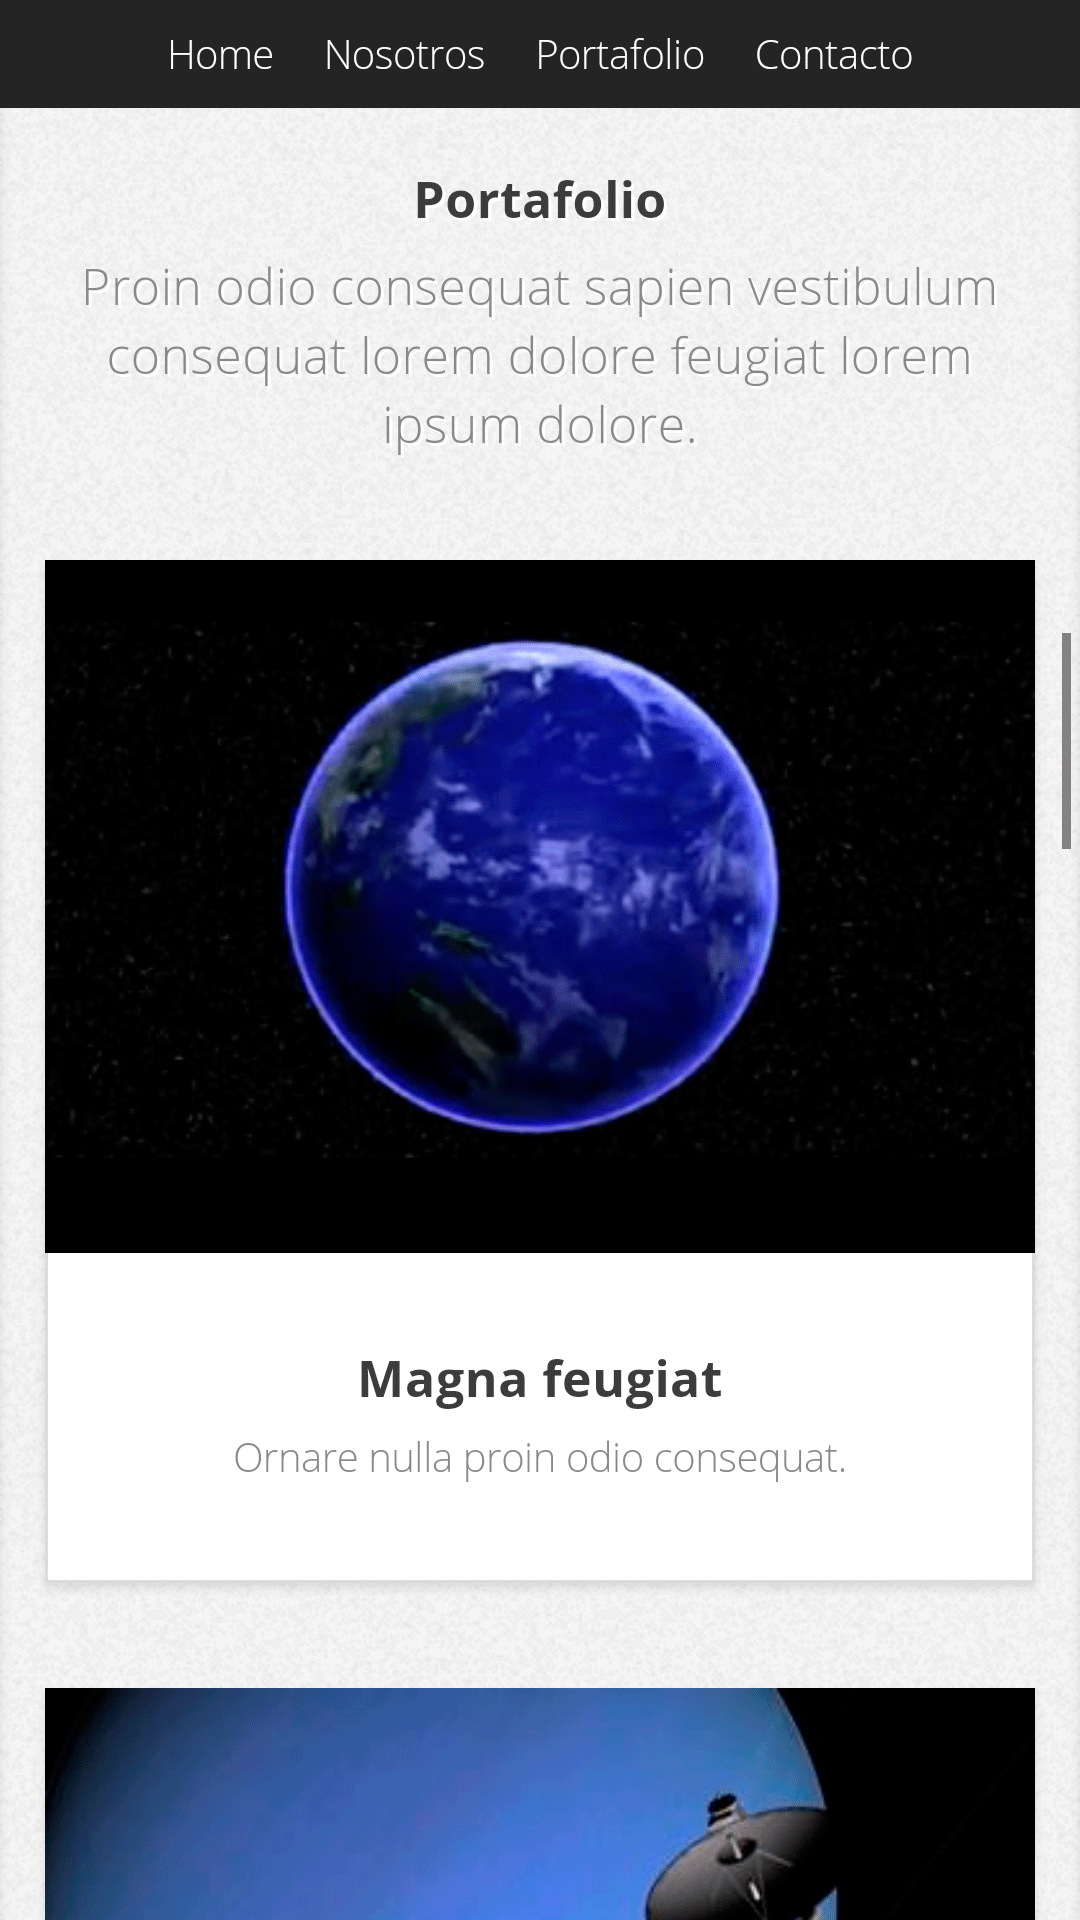 Home Nosotros Portafolio Contacto
Portafolio
Proin odio consequat sapien vestibulum
consequat lorem dolore feugiat lorem
ipsum dolore.
Magna feugiat
Ornare nulla proin odio consequat.